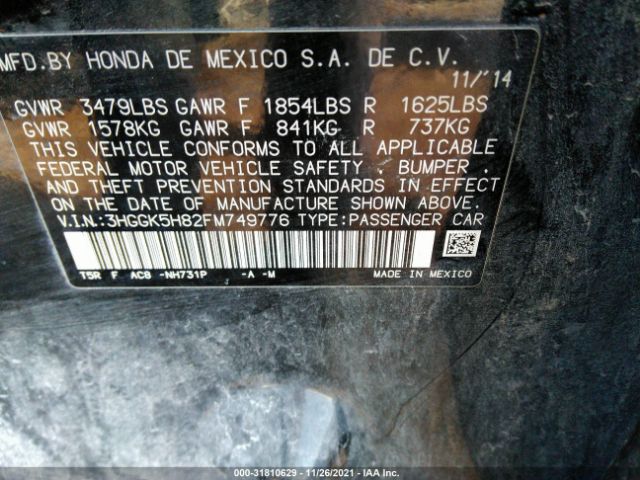 MFD.BY HONDA DE MEXICO S.A. DE C.V.
11/'14
GVWR 3479LBS GAWR F 1854LBS R 1625LBS
GVWR 1578KG GAWR F 841KG R 737KG
THIS VEHICLE CONFORMS TO ALL APPLICABLE
FEDERAL MOTOR VEHICLE SAFETY , BUMPER ,
AND THEFT PREVENTION STANDARDS IN EFFECT
ON THE DATE OF MANUFACTURE SHOWN ABOVE.
V.I.N.:3HGGK5H82FM749776 TYPE:PASSENGER CAR
T5R F AC8 -NH731P -A -M MADE IN MEXICO
000-31810629 - 11/26/2021 - IAA Inc.